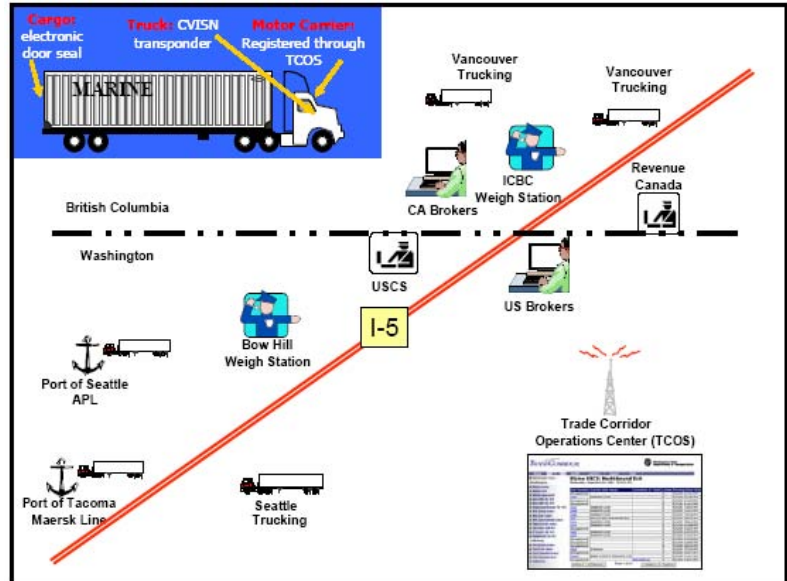 Cargo:
electronic
door seal
Truck: CVISN
transponder
Motor Carrier:
Registered through
TCOS
MARINE
Vancouver
Trucking
Vancouver
Trucking
ICBC
Weigh Station
CA Brokers
Revenue
Canada
British Columbia
Washington
USCS
US Brokers
Bow Hill
Weigh Station
I-5
Port of Seattle
APL
Trade Corridor
Operations Center (TCOS)
Port of Tacoma
Maersk Line
Seattle
Trucking